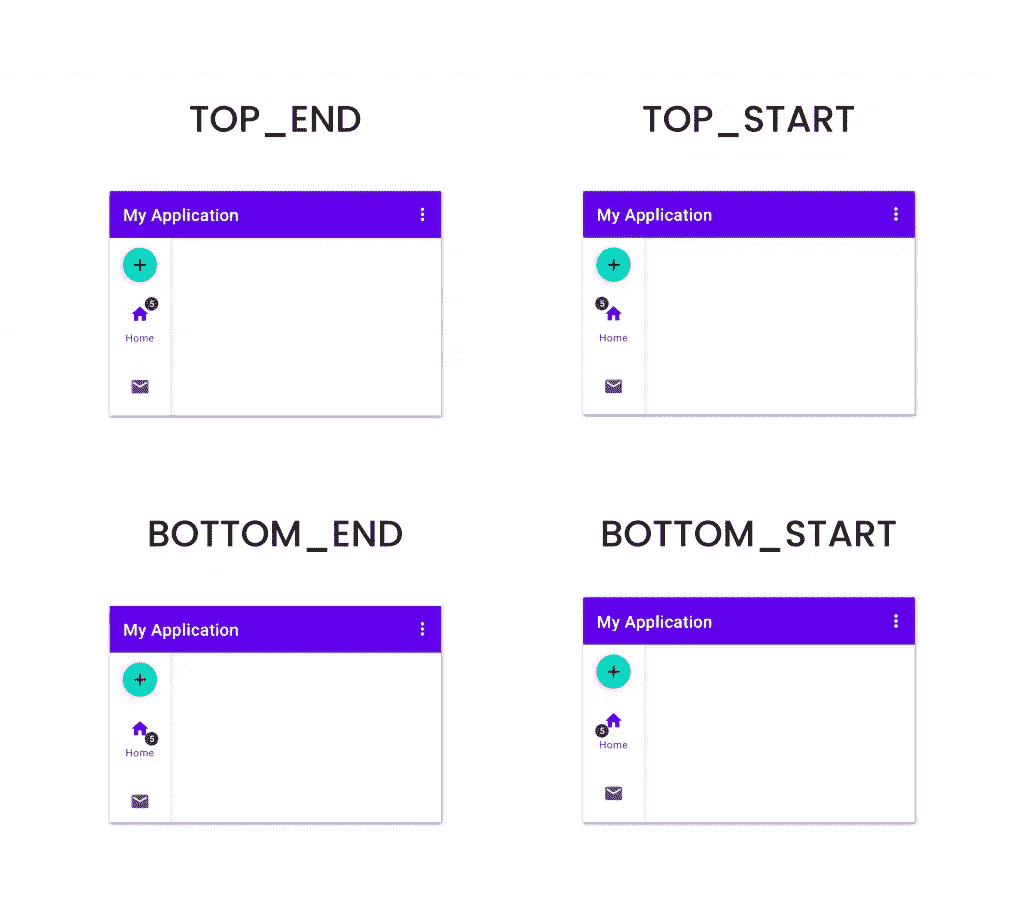 TOP_END
TOP_START
My Application
My Application
5
5
Home
Home
BOTTOM_END
BOTTOM_START
My Application
My Application
5
5
Home
Home